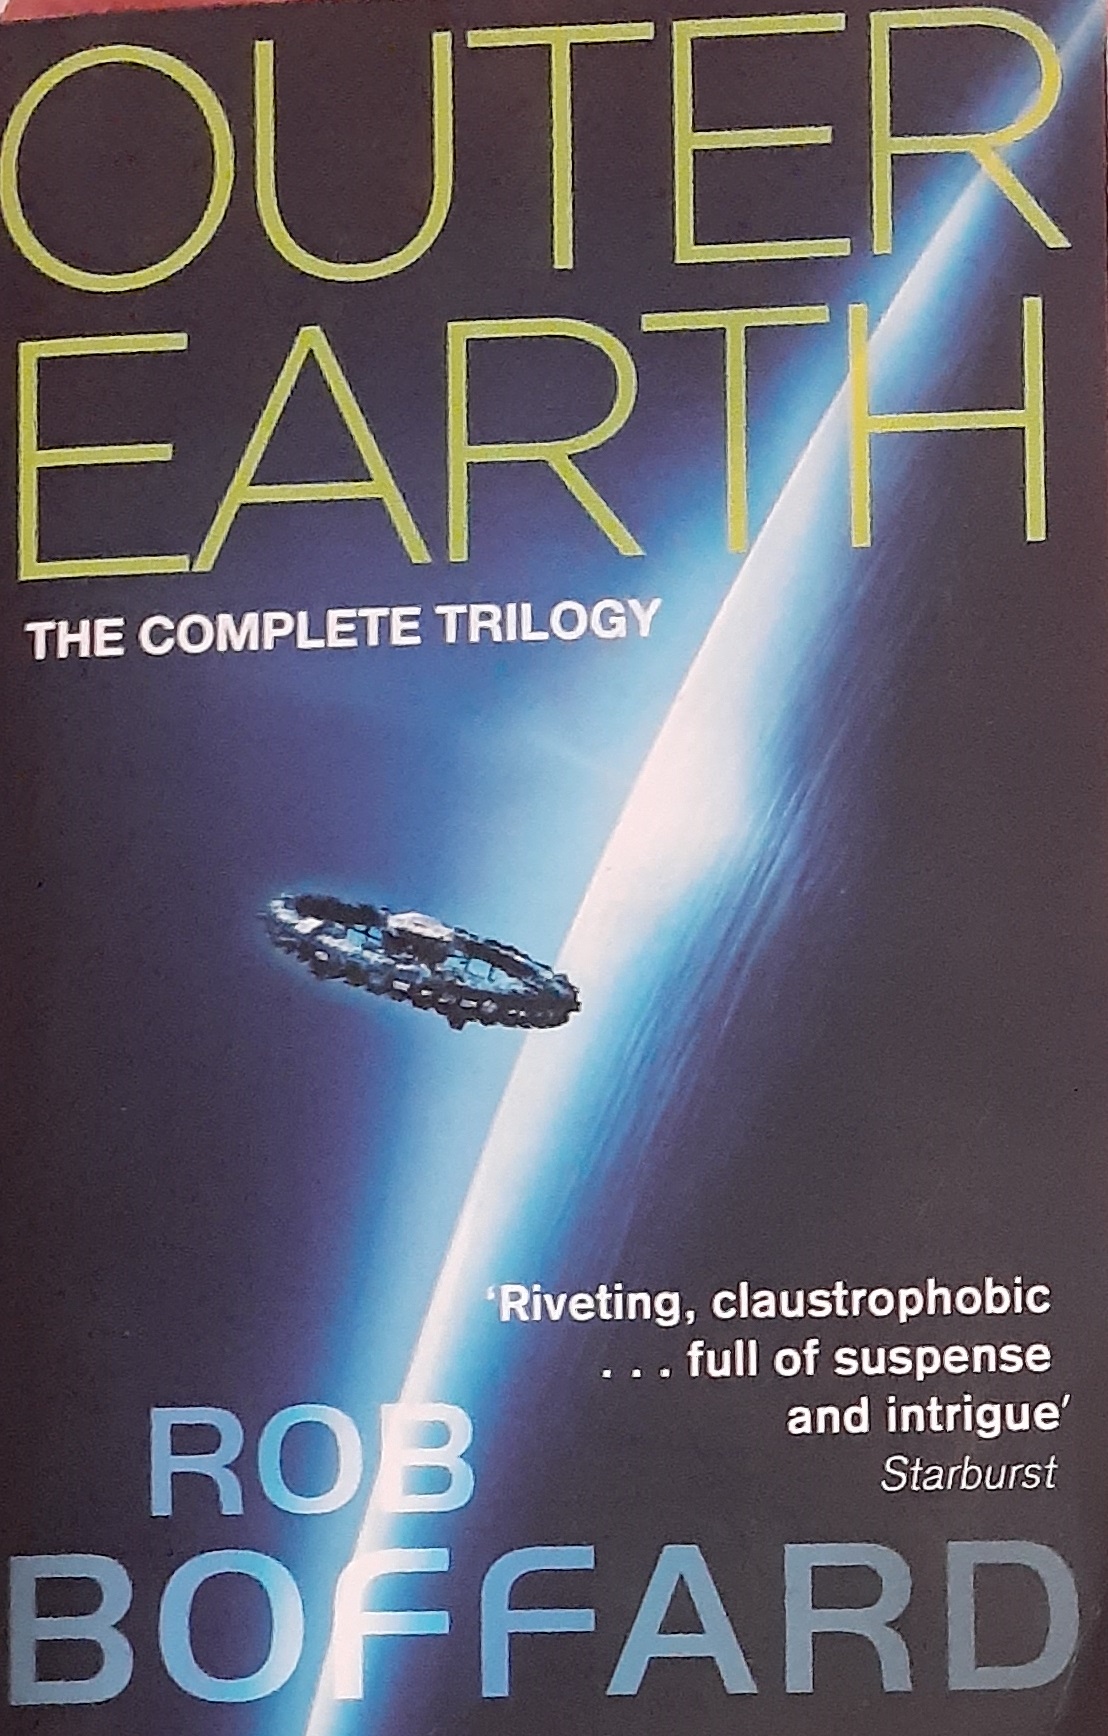 OUTER
EARTH
THE COMPLETE TRILOGY
‘Riveting, claustrophobic
. . . full of suspense
and intrigue’
Starburst
ROB
BOFFARD